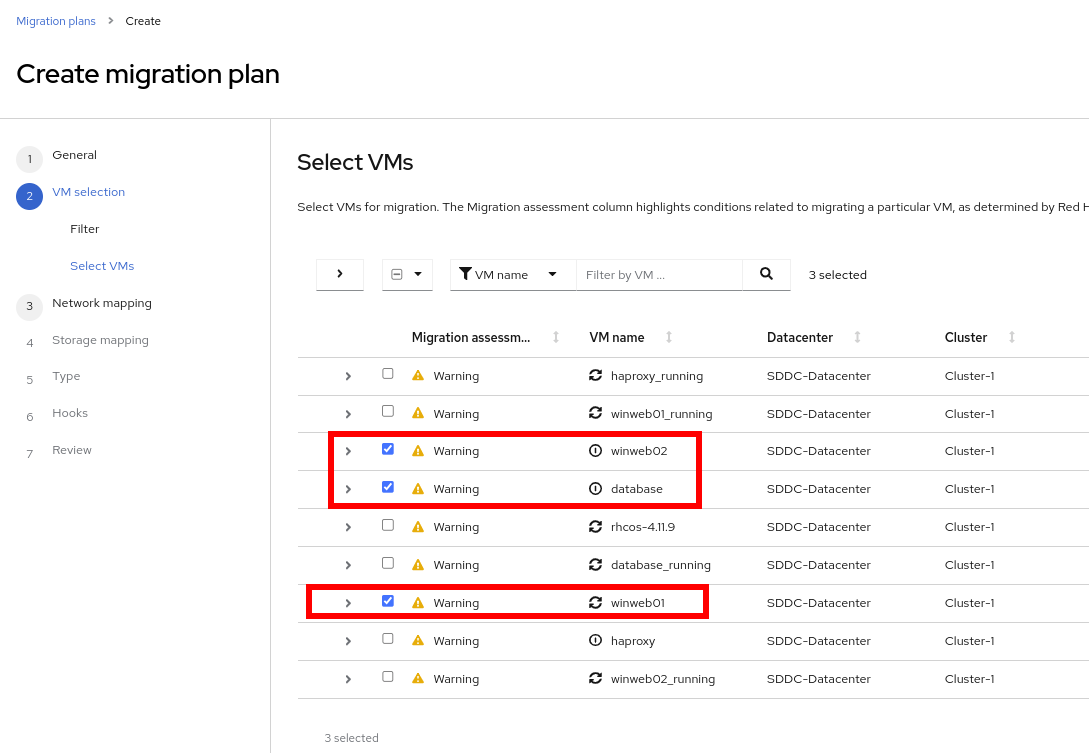 Migration plans > Create
Create migration plan
1 General
2 VM selection
Filter
Select VMs
3 Network mapping
4 Storage mapping
5 Type
6 Hooks
7 Review
Select VMs
Select VMs for migration. The Migration assessment column highlights conditions related to migrating a particular VM, as determined by Red H
VM name Filter by VM ... 3 selected
Migration assessm... VM name Datacenter Cluster
Warning haproxy_running SDDC-Datacenter Cluster-1
Warning winweb01_running SDDC-Datacenter Cluster-1
Warning winweb02 SDDC-Datacenter Cluster-1
Warning database SDDC-Datacenter Cluster-1
Warning rhcos-4.11.9 SDDC-Datacenter Cluster-1
Warning database_running SDDC-Datacenter Cluster-1
Warning winweb01 SDDC-Datacenter Cluster-1
Warning haproxy SDDC-Datacenter Cluster-1
Warning winweb02_running SDDC-Datacenter Cluster-1
3 selected